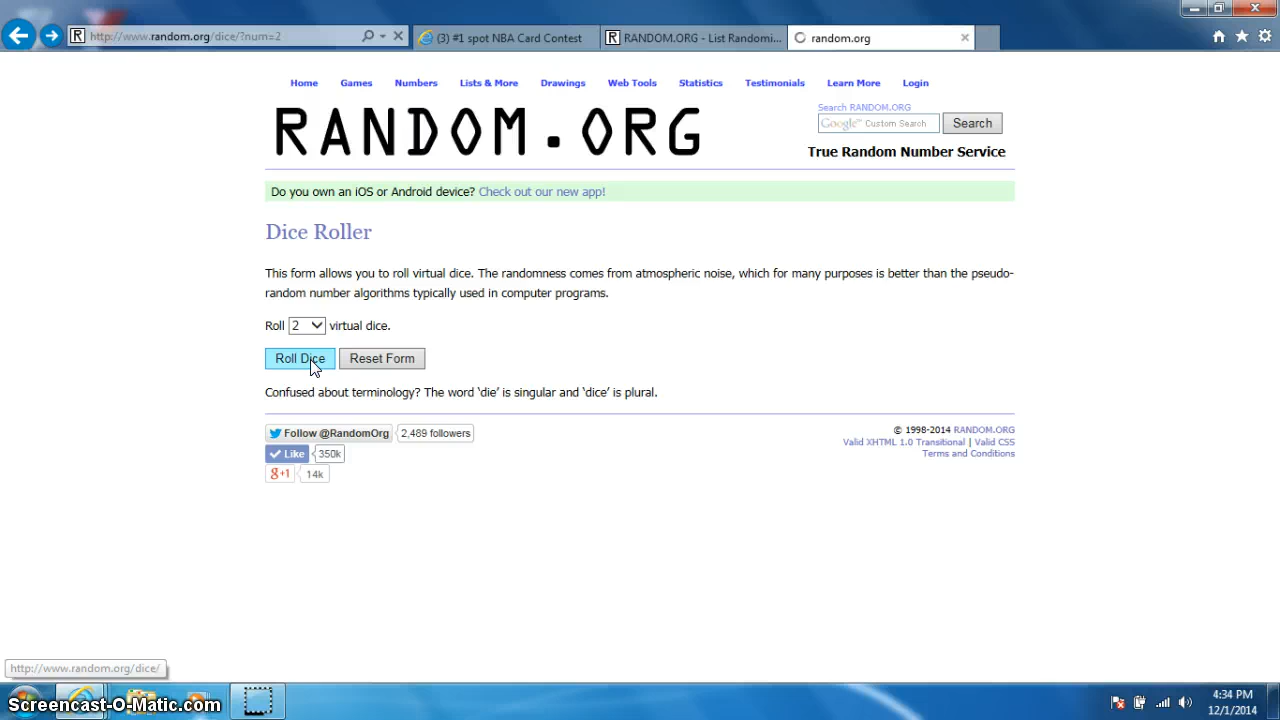 http://www.random.org/dice/?num=2
(3) #1 spot NBA Card Contest
RANDOM.ORG - List Randomi...
random.org
Home Games Numbers Lists & More Drawings Web Tools Statistics Testimonials Learn More Login
RANDOM.ORG
Search RANDOM.ORG
Google™ Custom Search
Search
True Random Number Service
Do you own an iOS or Android device? Check out our new app!
Dice Roller
This form allows you to roll virtual dice. The randomness comes from atmospheric noise, which for many purposes is better than the pseudo-
random number algorithms typically used in computer programs.
Roll 2 virtual dice.
Roll Dice Reset Form
Confused about terminology? The word ‘die’ is singular and ‘dice’ is plural.
Follow @RandomOrg 2,489 followers
Like 350k
g+1 14k
© 1998-2014 RANDOM.ORG
Valid XHTML 1.0 Transitional | Valid CSS
Terms and Conditions
http://www.random.org/dice/
Screencast-O-Matic.com
4:34 PM
12/1/2014